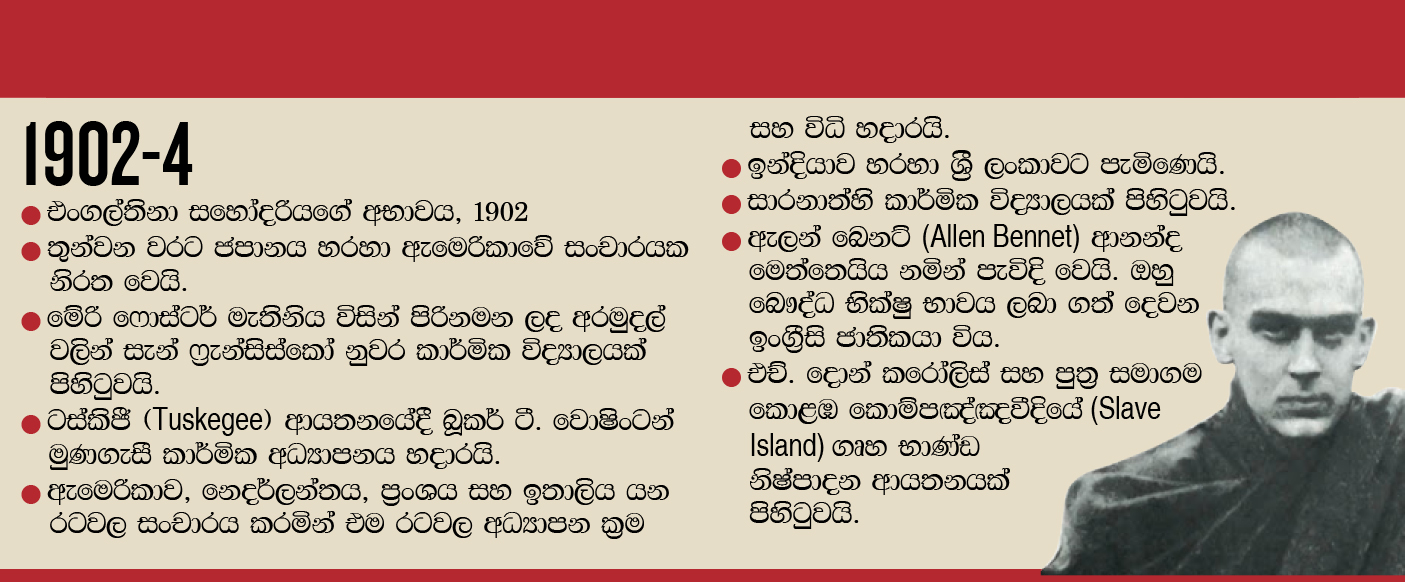 1902-4
● එංගල්තිනා සහෝදරියගේ අභාවය, 1902
● තුන්වන වරට ජපානය හරහා ඇමෙරිකාවේ සංචාරයක
නිරත වෙයි.
● මේරි ෆොස්ටර් මැතිනිය විසින් පිරිනමන ලද අරමුදල්
වලින් සැන් ෆ්‍රැන්සිස්කෝ නුවර කාර්මික විද්‍යාලයක්
පිහිටුවයි.
● ටස්කිජී (Tuskegee) ආයතනයේදී බූකර් ටී. වොෂිංටන්
මුණගැසී කාර්මික අධ්‍යාපනය හදාරයි.
● ඇමෙරිකාව, නෙදර්ලන්තය, ප්‍රංශය සහ ඉතාලිය යන
රටවල සංචාරය කරමින් එම රටවල අධ්‍යාපන ක්‍රම
සහ විධි හදාරයි.
● ඉන්දියාව හරහා ශ්‍රී ලංකාවට පැමිණෙයි.
● සාරනාත්හි කාර්මික විද්‍යාලයක් පිහිටුවයි.
● ඇලන් බෙනට් (Allen Bennet) ආනන්ද
මෙත්තෙයිය නමින් පැවිදි වෙයි. ඔහු
බෞද්ධ භික්ෂු භාවය ලබා ගත් දෙවන
ඉංග්‍රීසි ජාතිකයා විය.
● එච්. දොන් කරෝලිස් සහ පුත්‍ර සමාගම
කොළඹ කොම්පඤ්ඤවීදියේ (Slave
Island) ගෘහ භාණ්ඩ
නිෂ්පාදන ආයතනයක්
පිහිටුවයි.